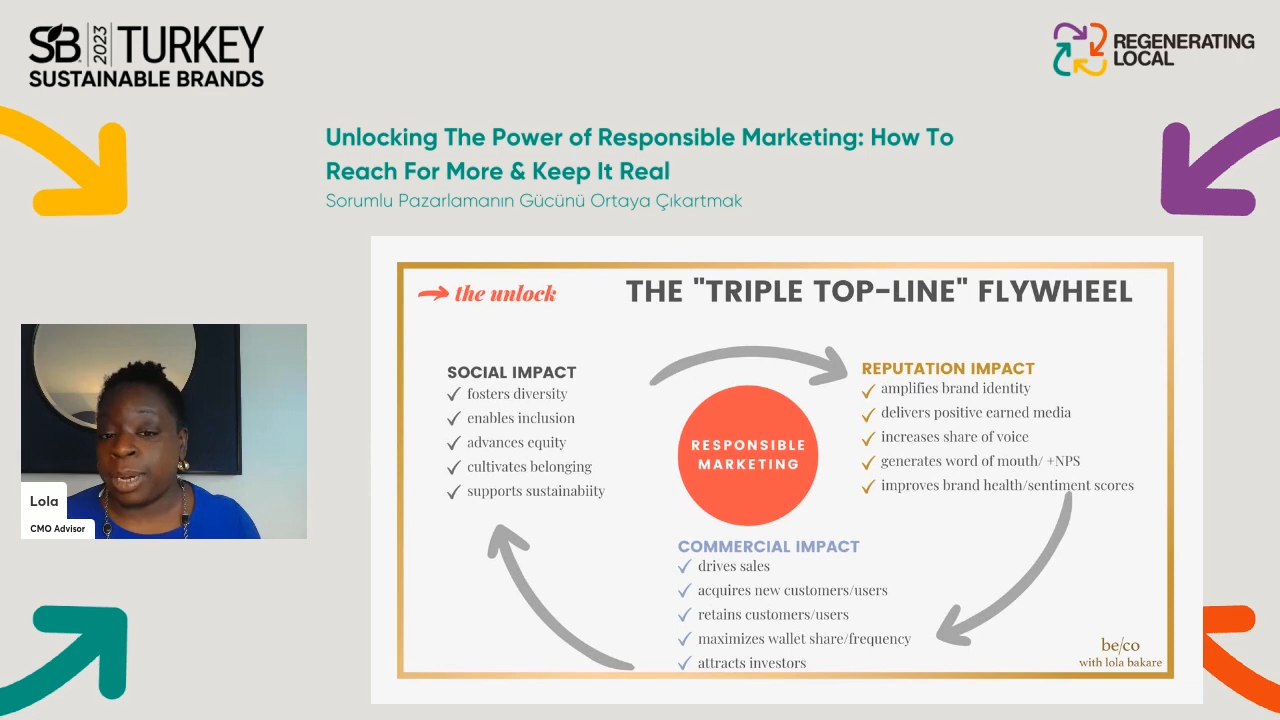 SB 2023 TURKEY
SUSTAINABLE BRANDS
REGENERATING
LOCAL
Unlocking The Power of Responsible Marketing: How To
Reach For More & Keep It Real
Sorumlu Pazarlamanın Gücünü Ortaya Çıkartmak
the unlock
THE "TRIPLE TOP-LINE" FLYWHEEL
SOCIAL IMPACT
fosters diversity
enables inclusion
advances equity
cultivates belonging
supports sustainabiity
REPUTATION IMPACT
amplifies brand identity
delivers positive earned media
increases share of voice
generates word of mouth/ +NPS
improves brand health/sentiment scores
RESPONSIBLE
MARKETING
COMMERCIAL IMPACT
drives sales
acquires new customers/users
retains customers/users
maximizes wallet share/frequency
attracts investors
be/co
with lola bakare
Lola
CMO Advisor